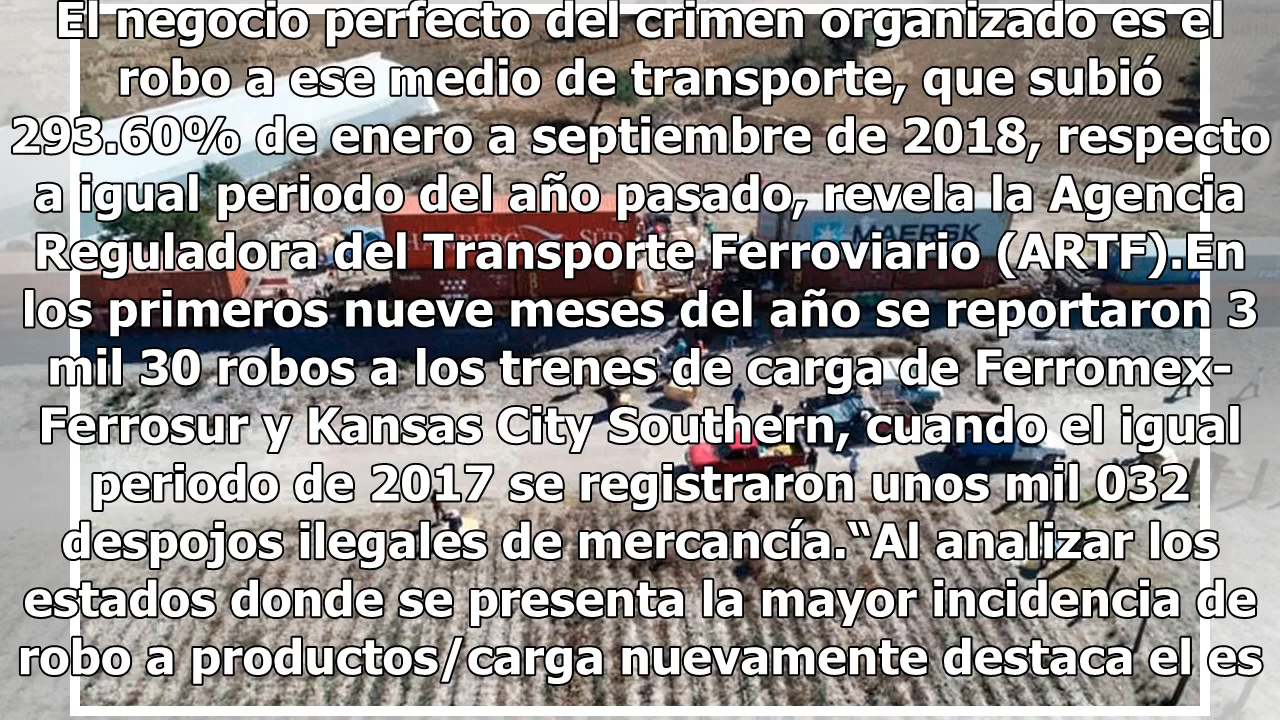 El negocio perfecto del crimen organizado es el
robo a ese medio de transporte, que subió
293.60% de enero a septiembre de 2018, respecto
a igual periodo del año pasado, revela la Agencia
Reguladora del Transporte Ferroviario (ARTF).En
los primeros nueve meses del año se reportaron 3
mil 30 robos a los trenes de carga de Ferromex-
Ferrosur y Kansas City Southern, cuando el igual
periodo de 2017 se registraron unos mil 032
despojos ilegales de mercancía.“Al analizar los
estados donde se presenta la mayor incidencia de
robo a productos/carga nuevamente destaca el es
HAMBURG SÜD
MAERSK